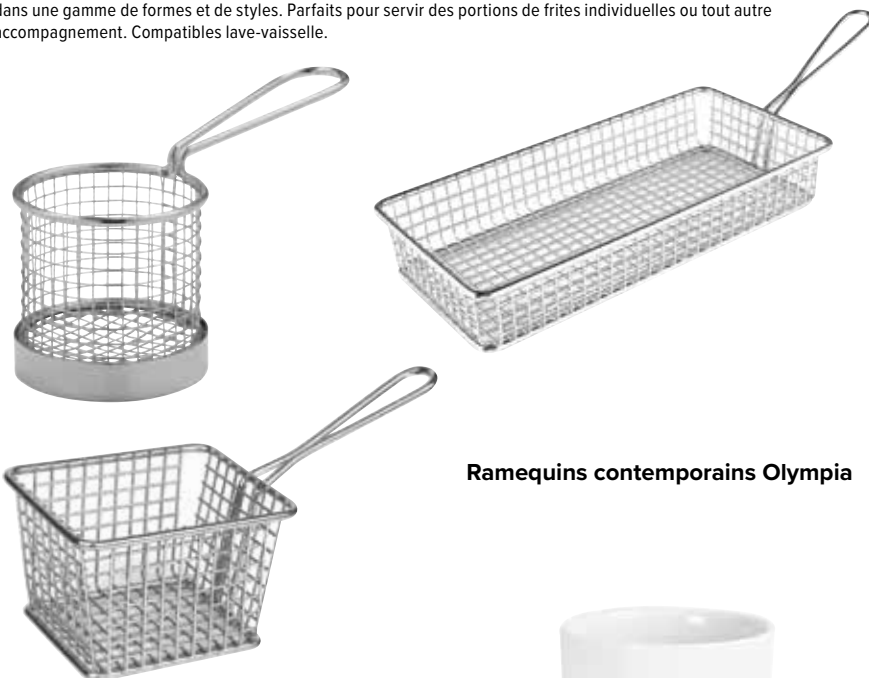 dans une gamme de formes et de styles. Parfaits pour servir des portions de frites individuelles ou tout autre
accompagnement. Compatibles lave-vaisselle.
Ramequins contemporains Olympia